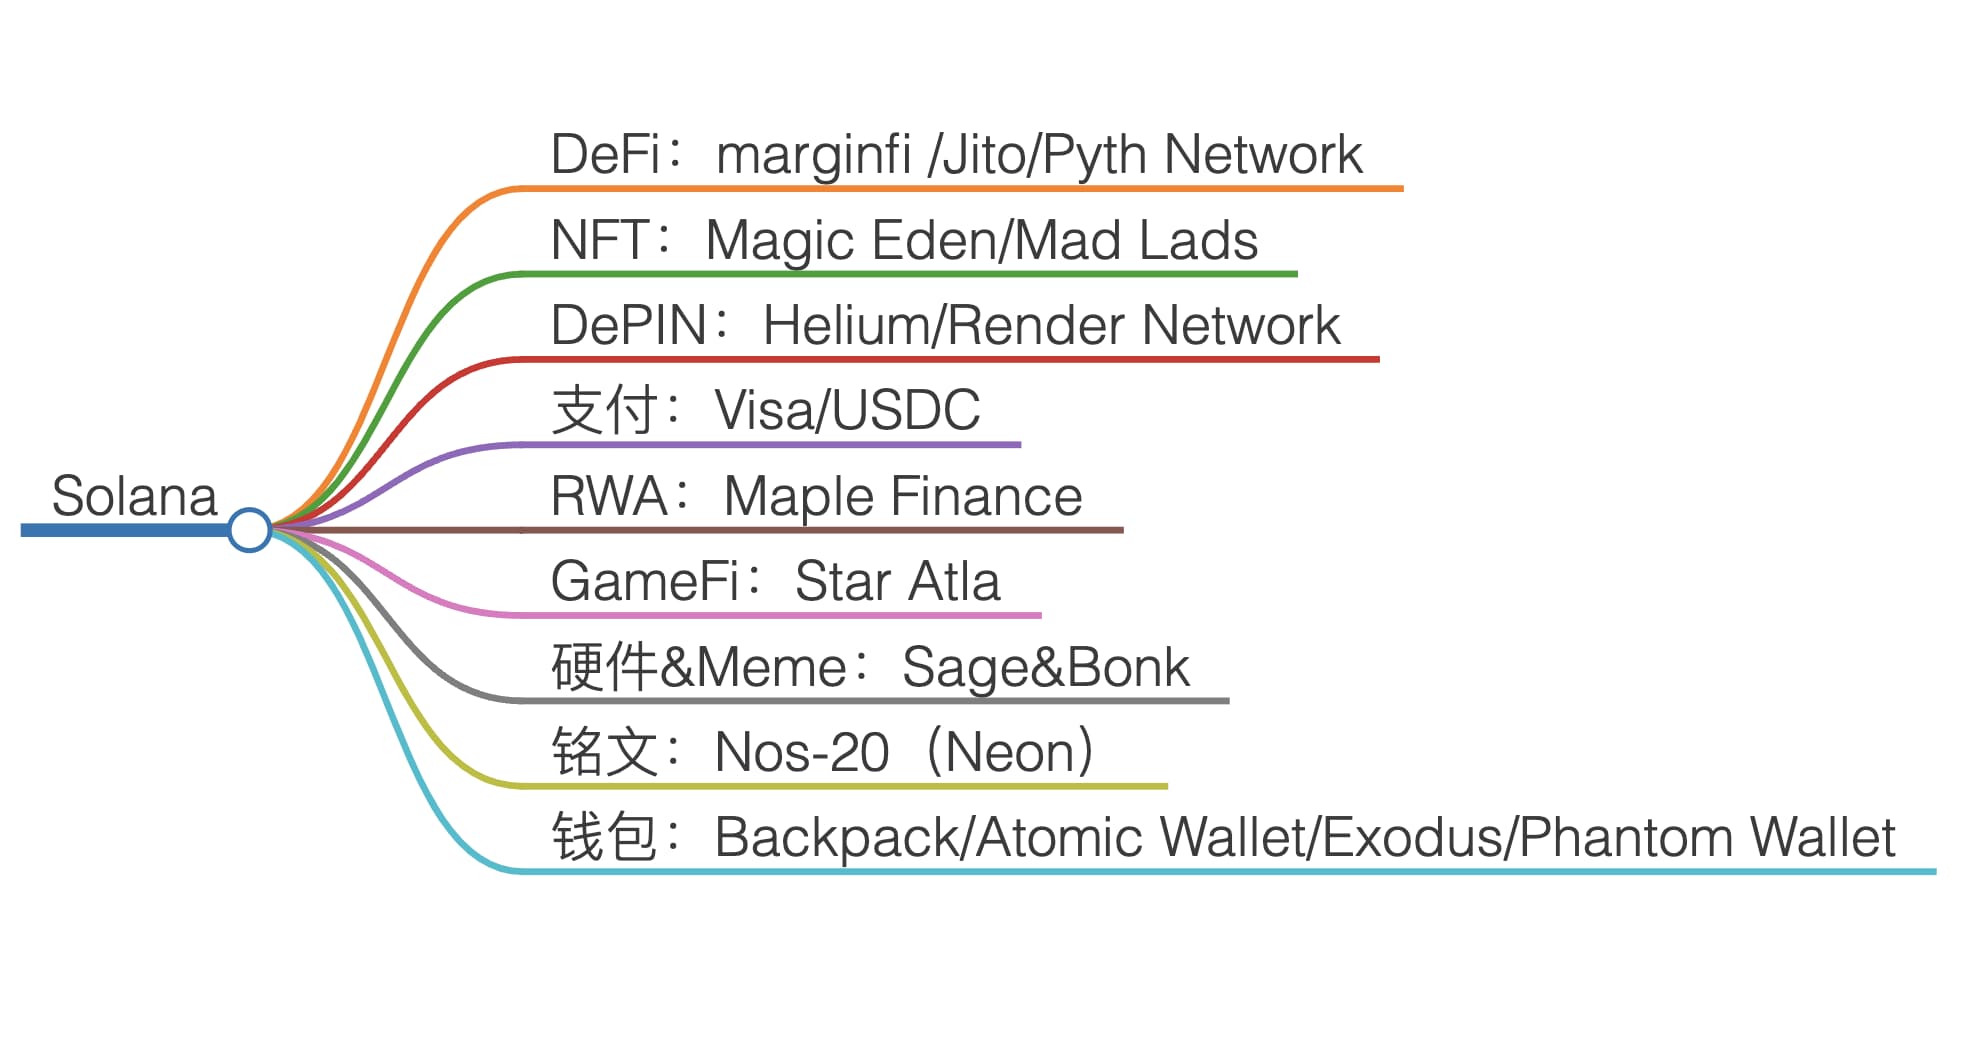 DeFi：marginfi /Jito/Pyth Network
NFT：Magic Eden/Mad Lads
DePIN：Helium/Render Network
支付：Visa/USDC
Solana
RWA：Maple Finance
GameFi：Star Atla
硬件&Meme：Sage&Bonk
铭文：Nos-20（Neon）
钱包：Backpack/Atomic Wallet/Exodus/Phantom Wallet